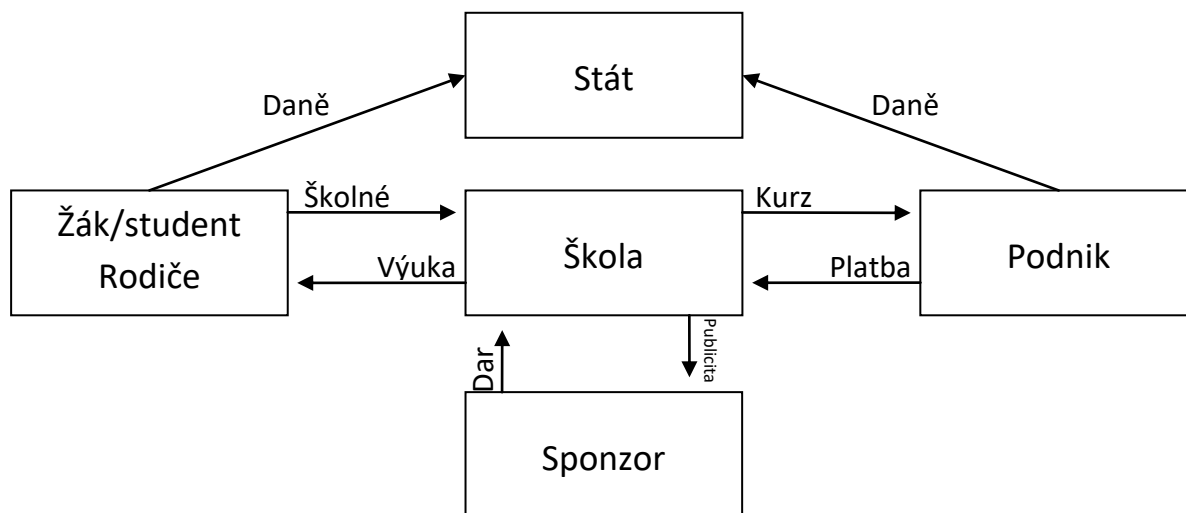 Stát
Daně
Daně
Školné
Kurz
Žák/student
Rodiče
Škola
Podnik
Výuka
Platba
Dar
Publicita
Sponzor